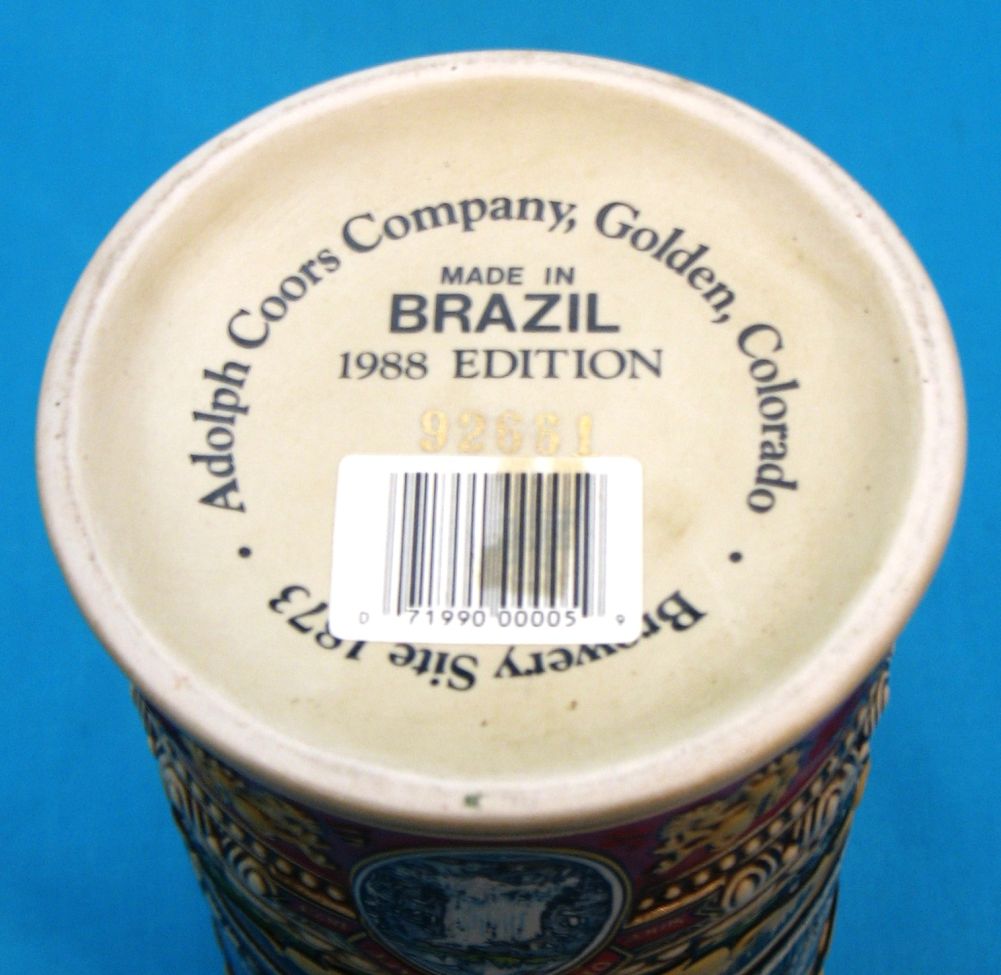 Adolph Coors Company, Golden, Colorado
MADE IN
BRAZIL
1988 EDITION
92661
0 71990 00005 9
• Brewery Site 1873 •